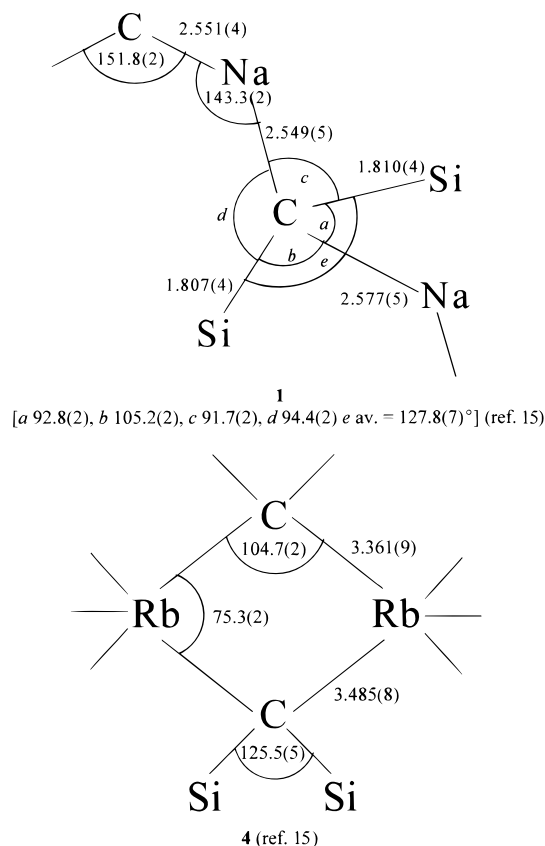 C 2.551(4)
151.8(2) Na
143.3(2)
2.549(5)
1.810(4) Si
c
C
d a
b e
1.807(4)
2.577(5) Na
Si
1
[a 92.8(2), b 105.2(2), c 91.7(2), d 94.4(2) e av. = 127.8(7)°] (ref. 15)
C
104.7(2) 3.361(9)
Rb 75.3(2) Rb
3.485(8)
C
125.5(5)
Si Si
4 (ref. 15)